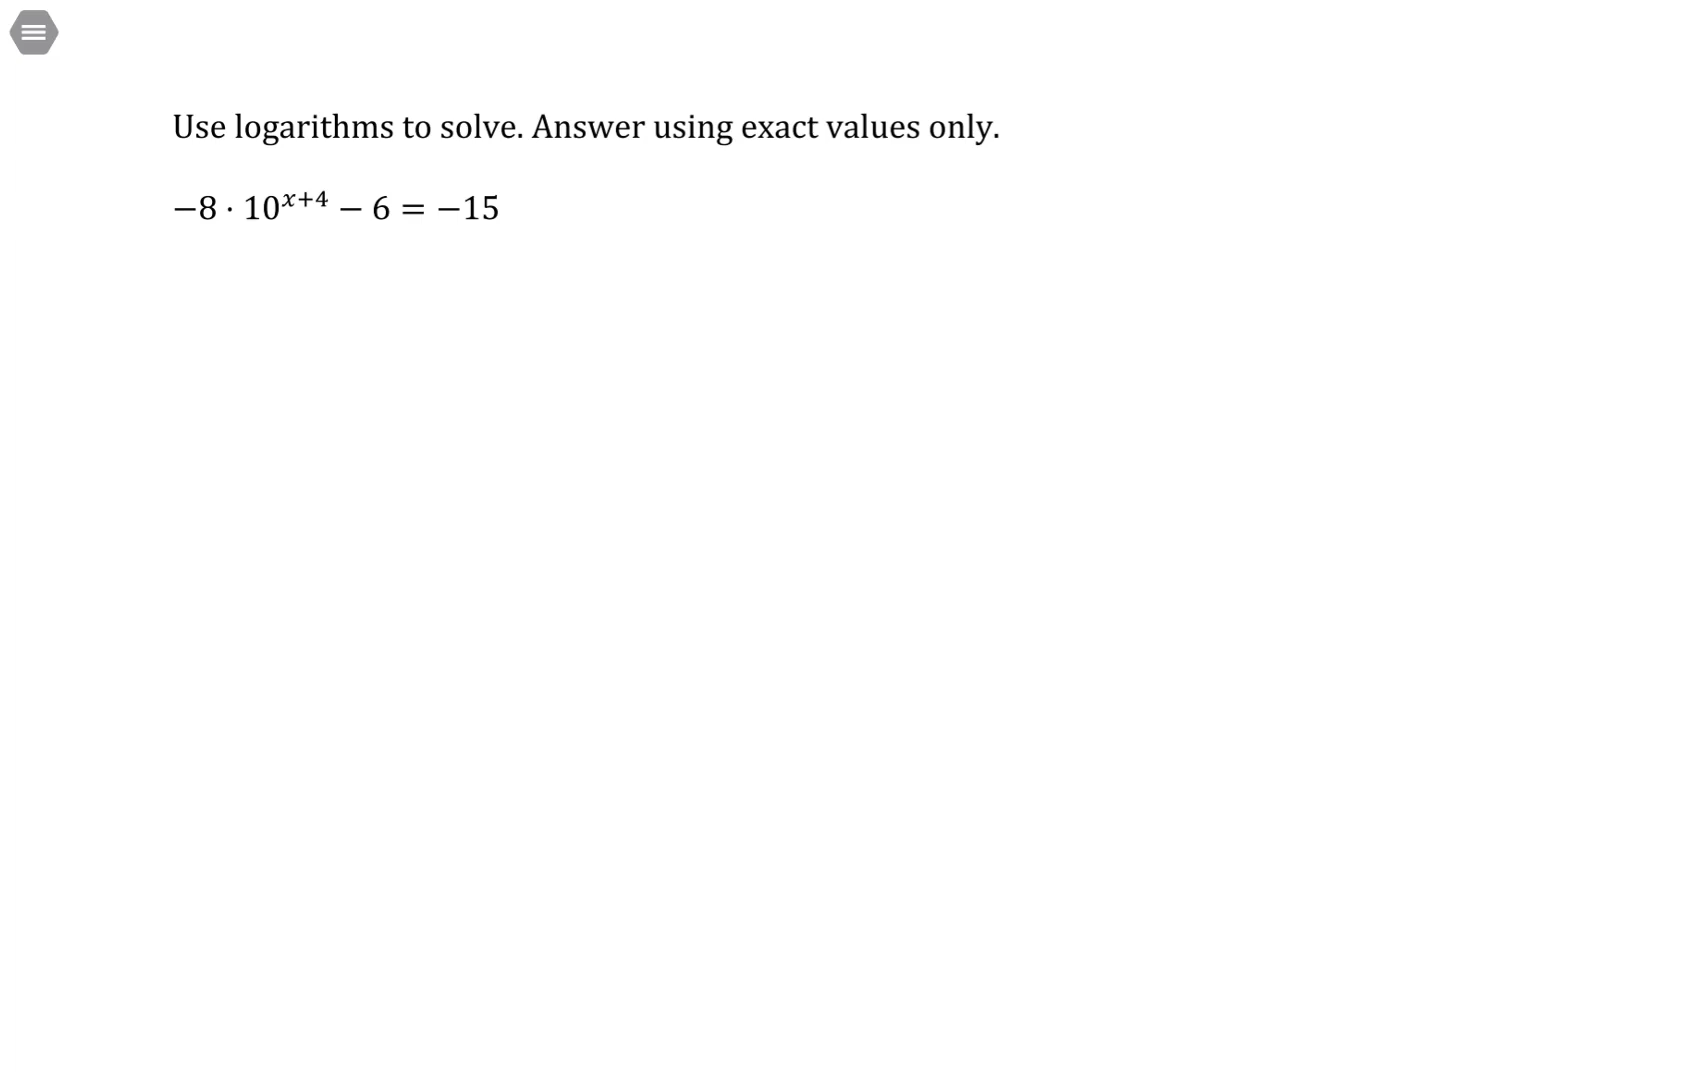 Use logarithms to solve. Answer using exact values only.
−8 · 10^{x+4} − 6 = −15